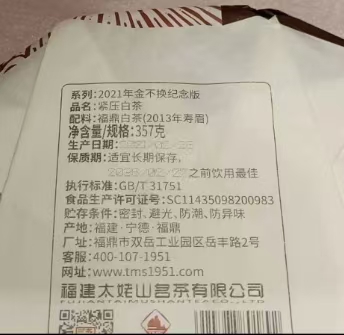 系列:2021年金不换纪念版
品名:紧压白茶
配料:福鼎白茶(2013年寿眉)
净含量/规格:357克
生产日期:
保质期:适宜长期保存,
之前饮用最佳
执行标准:GB/T 31751
食品生产许可证号:SC11435098200983
贮存条件:密封、避光、防潮、防异味
产地:福建·宁德·福鼎
厂址:福鼎市双岳工业园区岳丰路2号
客服:400-107-1951
网址:www.tms1951.com
福建太姥山茗茶有限公司
FUJIANTAIMUSHANTEA CO.,LTD